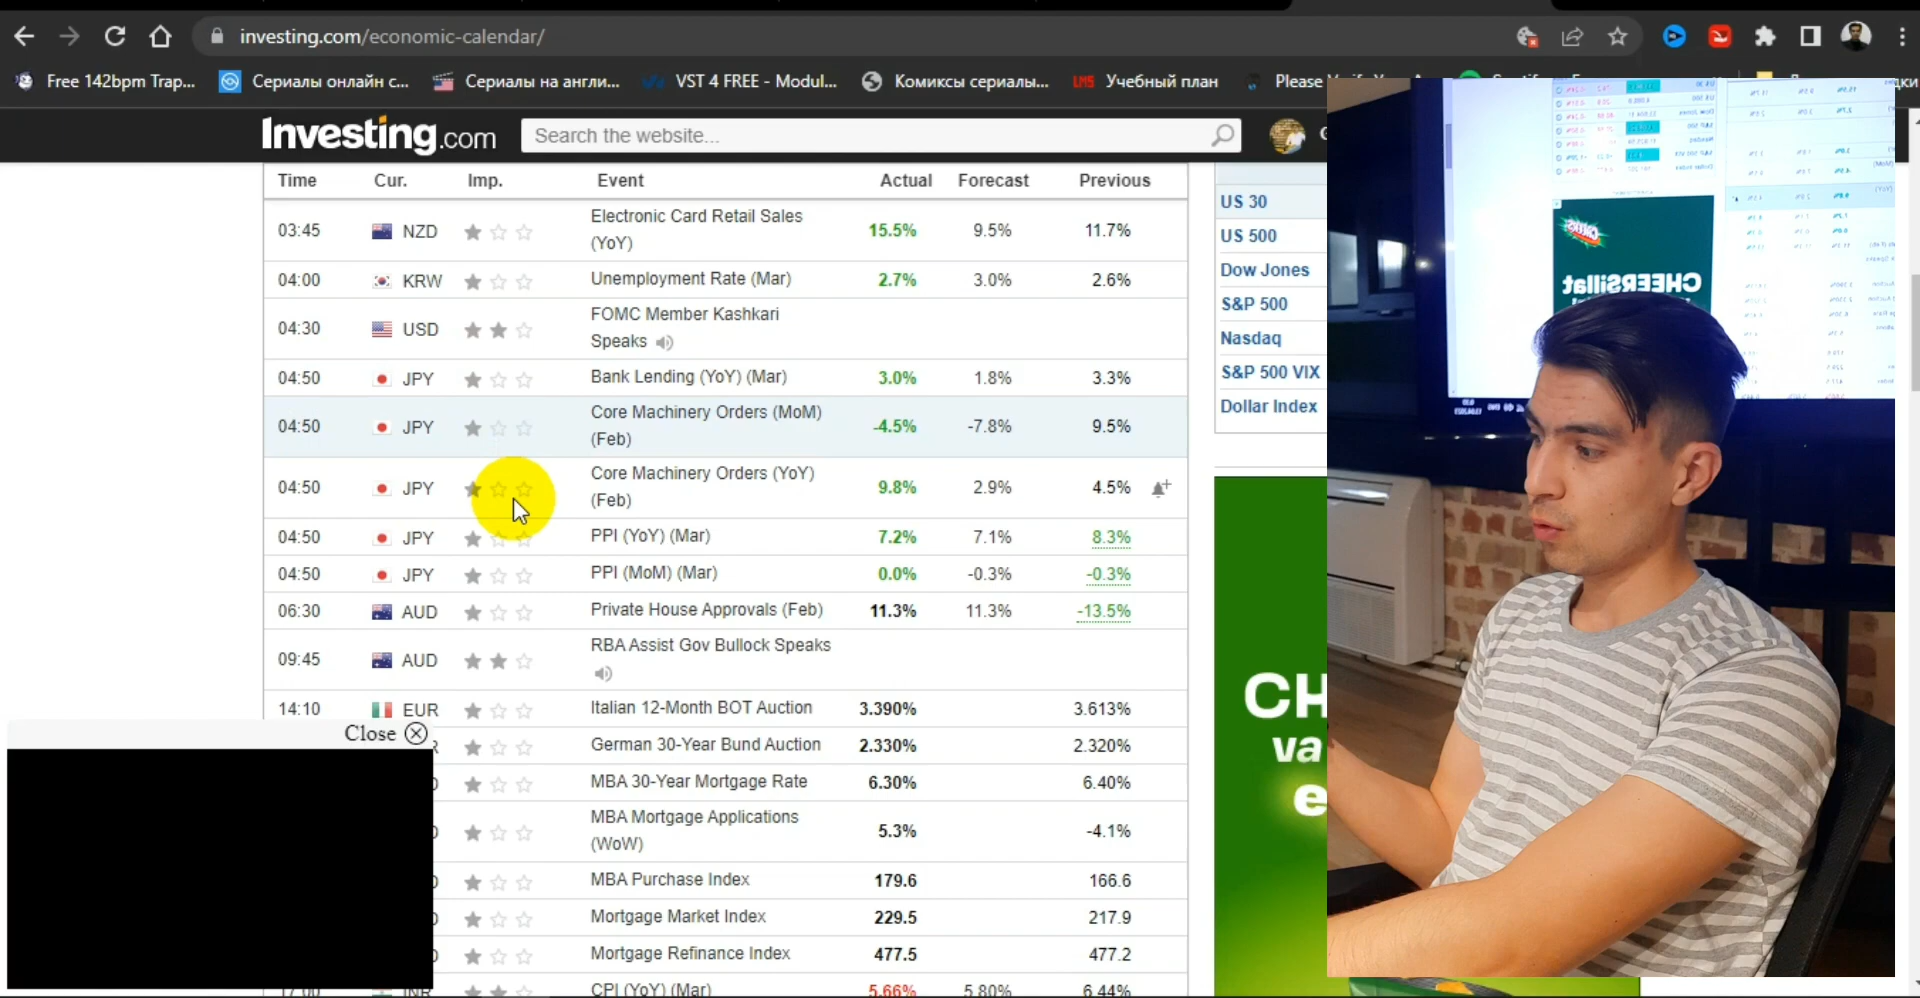 investing.com/economic-calendar/
Free 142bpm Trap...
Сериалы онлайн с...
Сериалы на англи...
VST 4 FREE - Modul...
Комиксы сериалы...
LMS Учебный план
Please
Investing.com
Search the website...
Time Cur. Imp. Event Actual Forecast Previous
03:45 NZD Electronic Card Retail Sales (YoY) 15.5% 9.5% 11.7%
04:00 KRW Unemployment Rate (Mar) 2.7% 3.0% 2.6%
04:30 USD FOMC Member Kashkari Speaks
04:50 JPY Bank Lending (YoY) (Mar) 3.0% 1.8% 3.3%
04:50 JPY Core Machinery Orders (MoM) (Feb) -4.5% -7.8% 9.5%
04:50 JPY Core Machinery Orders (YoY) (Feb) 9.8% 2.9% 4.5%
04:50 JPY PPI (YoY) (Mar) 7.2% 7.1% 8.3%
04:50 JPY PPI (MoM) (Mar) 0.0% -0.3% -0.3%
06:30 AUD Private House Approvals (Feb) 11.3% 11.3% -13.5%
09:45 AUD RBA Assist Gov Bullock Speaks
14:10 EUR Italian 12-Month BOT Auction 3.390% 3.613%
German 30-Year Bund Auction 2.330% 2.320%
MBA 30-Year Mortgage Rate 6.30% 6.40%
MBA Mortgage Applications (WoW) 5.3% -4.1%
MBA Purchase Index 179.6 166.6
Mortgage Market Index 229.5 217.9
Mortgage Refinance Index 477.5 477.2
17:00 INR CPI (YoY) (Mar) 5.66% 5.80% 6.44%
Close
US 30
US 500
Dow Jones
S&P 500
Nasdaq
S&P 500 VIX
Dollar Index
CH
va
e
CHEERSillat